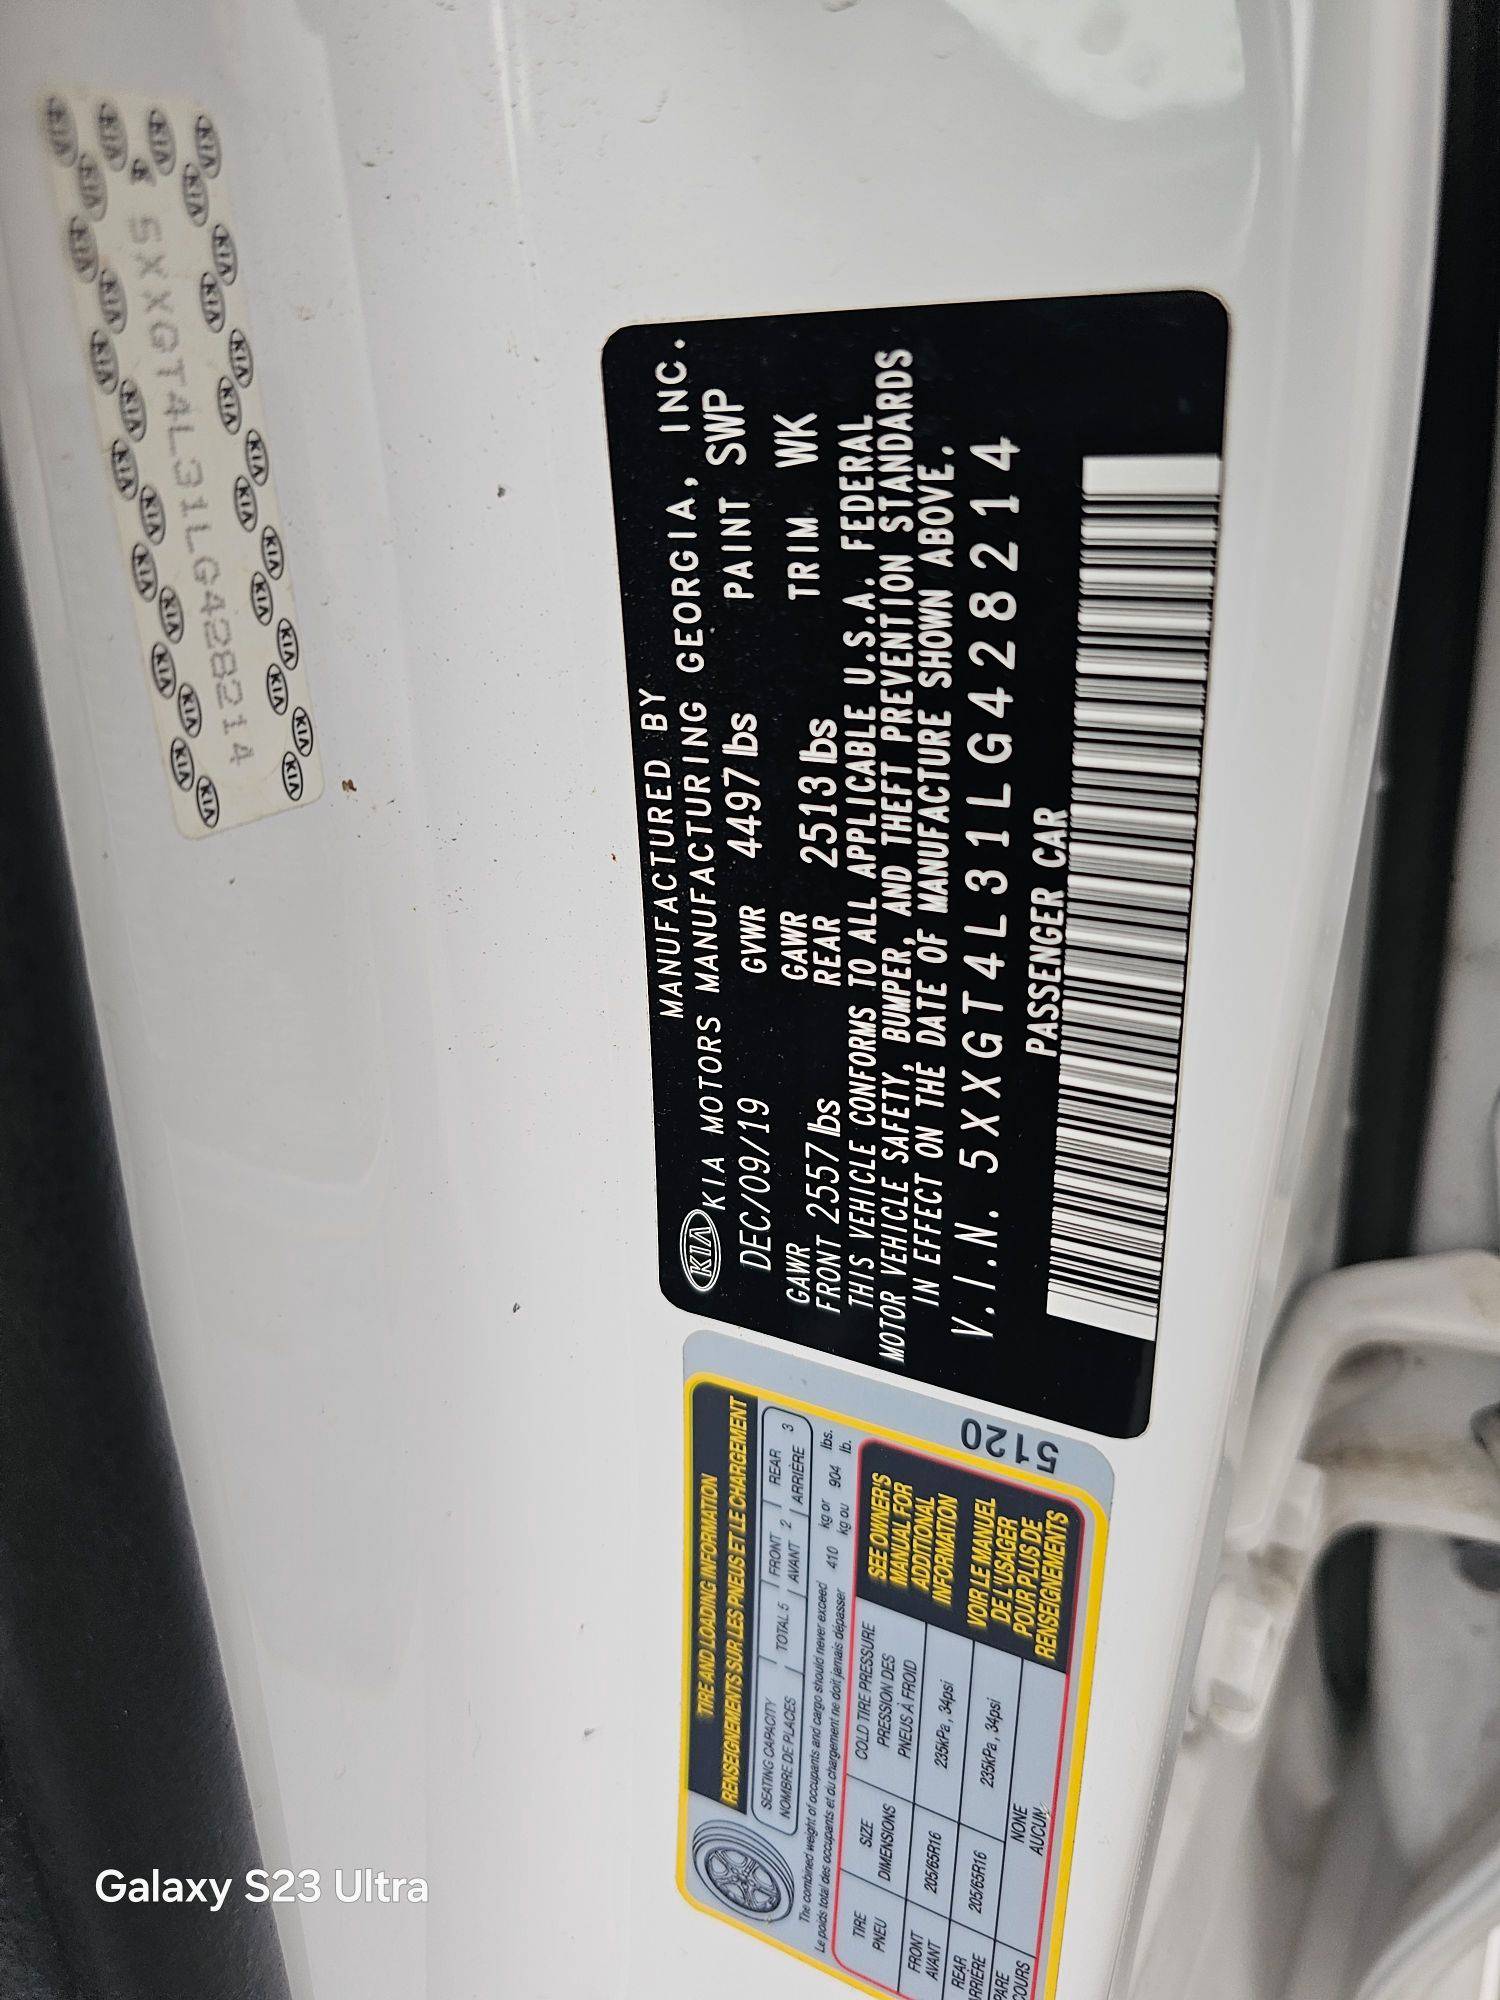 5XXGT4L31LG428214
MANUFACTURED BY
KIA KIA MOTORS MANUFACTURING GEORGIA, INC.
DEC/09/19 GVWR 4497 lbs PAINT SWP
GAWR FRONT 2557 lbs GAWR REAR 2513 lbs TRIM WK
THIS VEHICLE CONFORMS TO ALL APPLICABLE U.S.A. FEDERAL
MOTOR VEHICLE SAFETY, BUMPER, AND THEFT PREVENTION STANDARDS
IN EFFECT ON THE DATE OF MANUFACTURE SHOWN ABOVE.
V.I.N. 5XXGT4L31LG428214
PASSENGER CAR
TIRE AND LOADING INFORMATION
RENSEIGNEMENTS SUR LES PNEUS ET LE CHARGEMENT
SEATING CAPACITY TOTAL 5 FRONT 2 REAR 3
NOMBRE DE PLACES AVANT ARRIÈRE
The combined weight of occupants and cargo should never exceed 410 kg or 904 lbs.
Le poids total des occupants et du chargement ne doit jamais dépasser kg ou lb.
TIRE SIZE COLD TIRE PRESSURE
PNEU DIMENSIONS PRESSION DES
PNEUS À FROID
FRONT 205/65R16 235kPa, 34psi
AVANT
REAR 205/65R16 235kPa, 34psi
RRIÈRE
PARE NONE
COURS AUCUN
SEE OWNER'S
MANUAL FOR
ADDITIONAL
INFORMATION
VOIR LE MANUEL
DE L'USAGER
POUR PLUS DE
RENSEIGNEMENTS
5120
Galaxy S23 Ultra